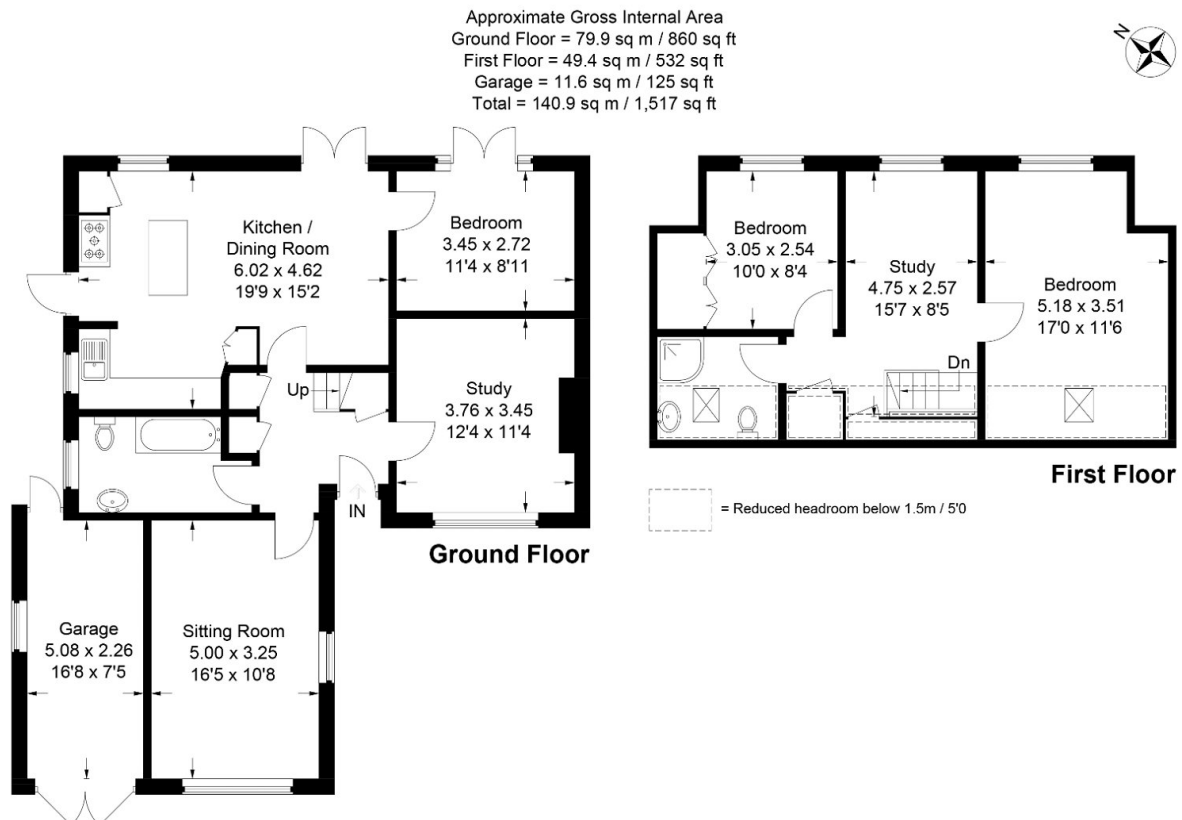 Approximate Gross Internal Area
Ground Floor = 79.9 sq m / 860 sq ft
First Floor = 49.4 sq m / 532 sq ft
Garage = 11.6 sq m / 125 sq ft
Total = 140.9 sq m / 1,517 sq ft
N
Kitchen /
Dining Room
6.02 x 4.62
19'9 x 15'2
Bedroom
3.45 x 2.72
11'4 x 8'11
Up
Study
3.76 x 3.45
12'4 x 11'4
IN
Ground Floor
Garage
5.08 x 2.26
16'8 x 7'5
Sitting Room
5.00 x 3.25
16'5 x 10'8
Bedroom
3.05 x 2.54
10'0 x 8'4
Study
4.75 x 2.57
15'7 x 8'5
Bedroom
5.18 x 3.51
17'0 x 11'6
Dn
First Floor
= Reduced headroom below 1.5m / 5'0